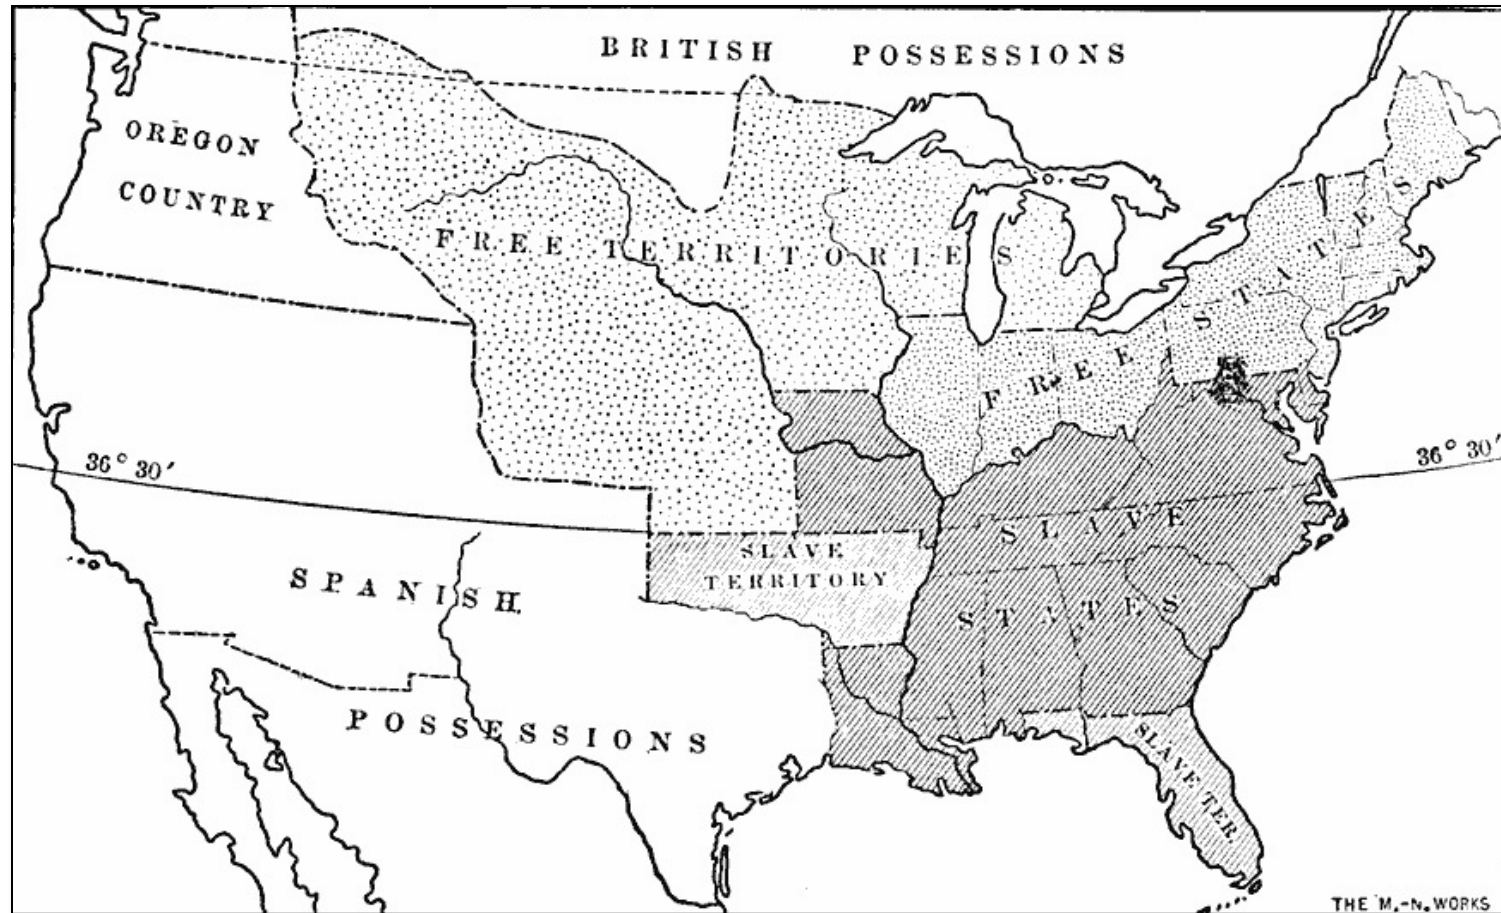 BRITISH POSSESSIONS
OREGON
COUNTRY
FREE TERRITORIES
FREE STATES
36° 30′
36° 30′
SLAVE
TERRITORY
SLAVE
STATES
SPANISH.
POSSESSIONS
SLAVE TER.
THE M.-N. WORKS